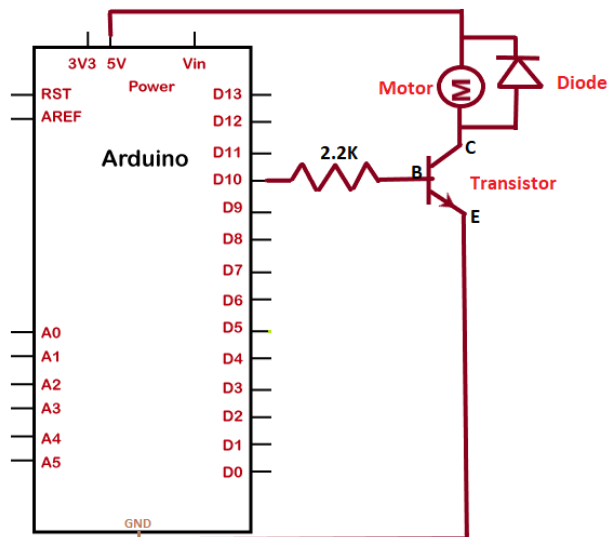 3V3 5V Vin
Power
RST
AREF
Arduino
A0
A1
A2
A3
A4
A5
D13
D12
D11
D10
D9
D8
D7
D6
D5
D4
D3
D2
D1
D0
GND
2.2K
Motor
M
Diode
C
B
Transistor
E